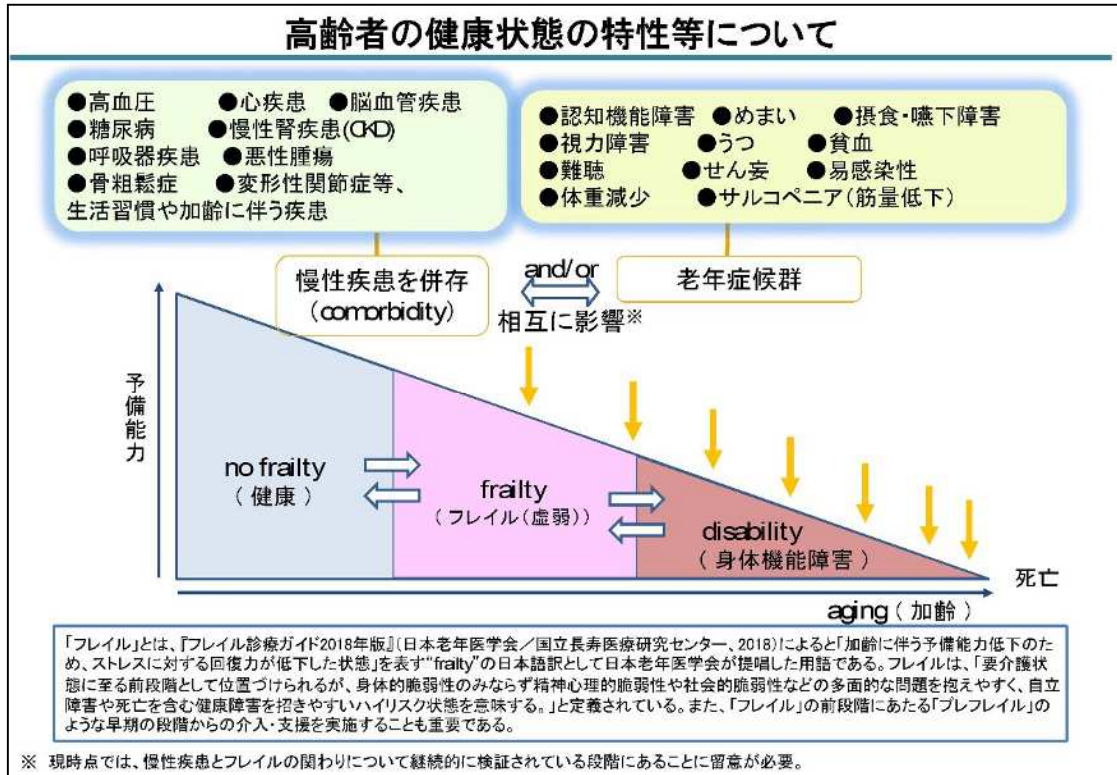 高齢者の健康状態の特性等について
●高血圧 ●心疾患 ●脳血管疾患
●糖尿病 ●慢性腎疾患(CKD)
●呼吸器疾患 ●悪性腫瘍
●骨粗鬆症 ●変形性関節症等、
生活習慣や加齢に伴う疾患
●認知機能障害 ●めまい ●摂食・嚥下障害
●視力障害 ●うつ ●貧血
●難聴 ●せん妄 ●易感染性
●体重減少 ●サルコペニア(筋量低下)
慢性疾患を併存
(comorbidity)
and/or
相互に影響※
老年症候群
予備能力
no frailty
(健康)
frailty
(フレイル(虚弱))
disability
(身体機能障害)
死亡
aging(加齢)
「フレイル」とは、『フレイル診療ガイド2018年版』(日本老年医学会/国立長寿医療研究センター、2018)によると「加齢に伴う予備能力低下のた
め、ストレスに対する回復力が低下した状態」を表す“frailty”の日本語訳として日本老年医学会が提唱した用語である。フレイルは、「要介護状
態に至る前段階として位置づけられるが、身体的脆弱性のみならず精神心理的脆弱性や社会的脆弱性などの多面的な問題を抱えやすく、自立
障害や死亡を含む健康障害を招きやすいハイリスク状態を意味する。」と定義されている。また、「フレイル」の前段階にあたる「プレフレイル」の
ような早期の段階からの介入・支援を実施することも重要である。
※ 現時点では、慢性疾患とフレイルの関わりについて継続的に検証されている段階にあることに留意が必要。